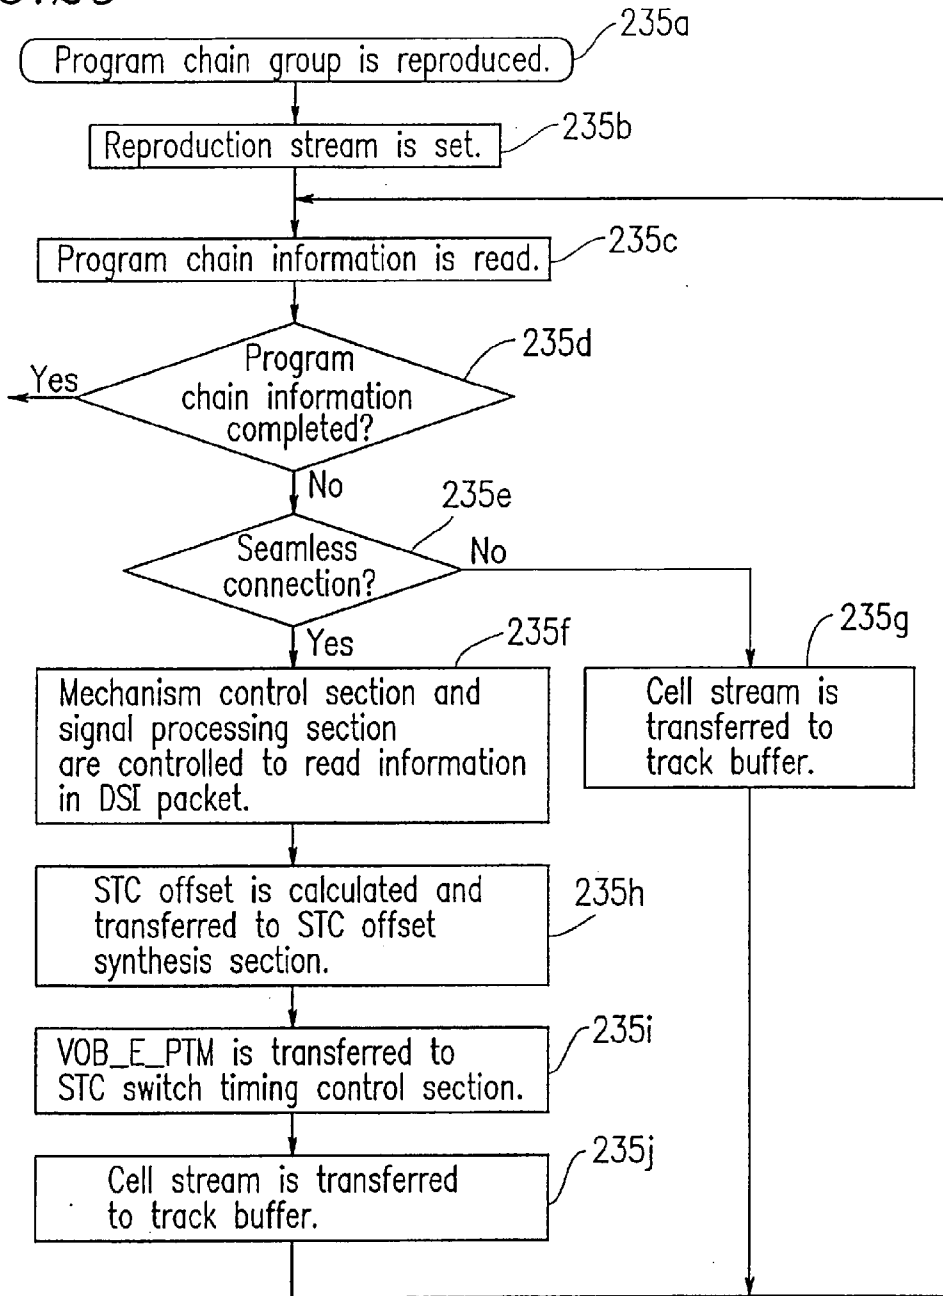 235a
Program chain group is reproduced.
235b
Reproduction stream is set.
235c
Program chain information is read.
235d
Program
chain information
completed?
Yes
No
235e
Seamless
connection?
No
Yes
235f
Mechanism control section and
signal processing section
are controlled to read information
in DSI packet.
235g
Cell stream is
transferred to
track buffer.
235h
STC offset is calculated and
transferred to STC offset
synthesis section.
235i
VOB_E_PTM is transferred to
STC switch timing control section.
235j
Cell stream is transferred
to track buffer.